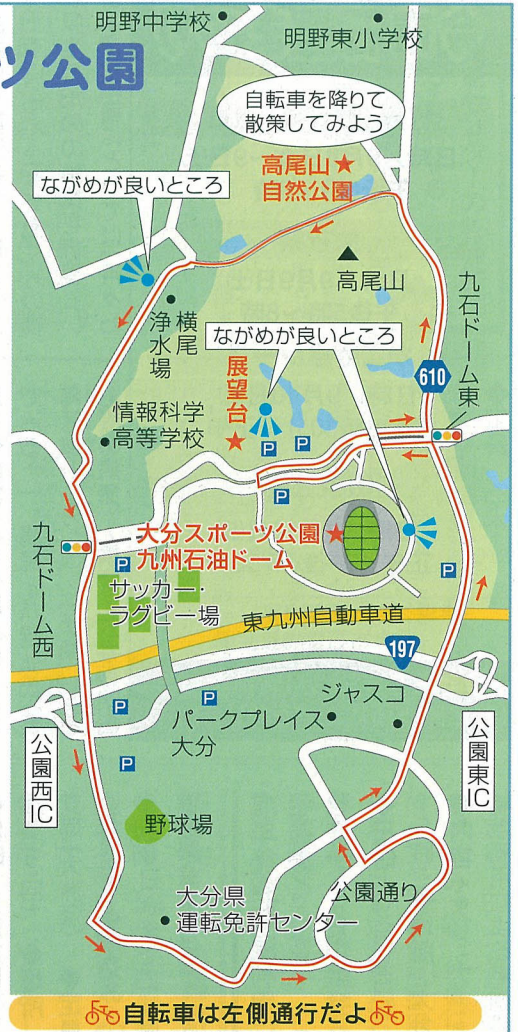 ツ公園
明野中学校
明野東小学校
自転車を降りて
散策してみよう
高尾山★
自然公園
ながめが良いところ
高尾山
横尾
浄水場
ながめが良いところ
九石ドーム東
610
展望台
★
情報科学
高等学校
P
P
P
大分スポーツ公園★
九州石油ドーム
九石ドーム西
P
サッカー・
ラグビー場
P
東九州自動車道
197
ジャスコ
P
P
パークプレイス
大分
公園西IC
公園東IC
P
野球場
公園通り
大分県
運転免許センター
自転車は左側通行だよ